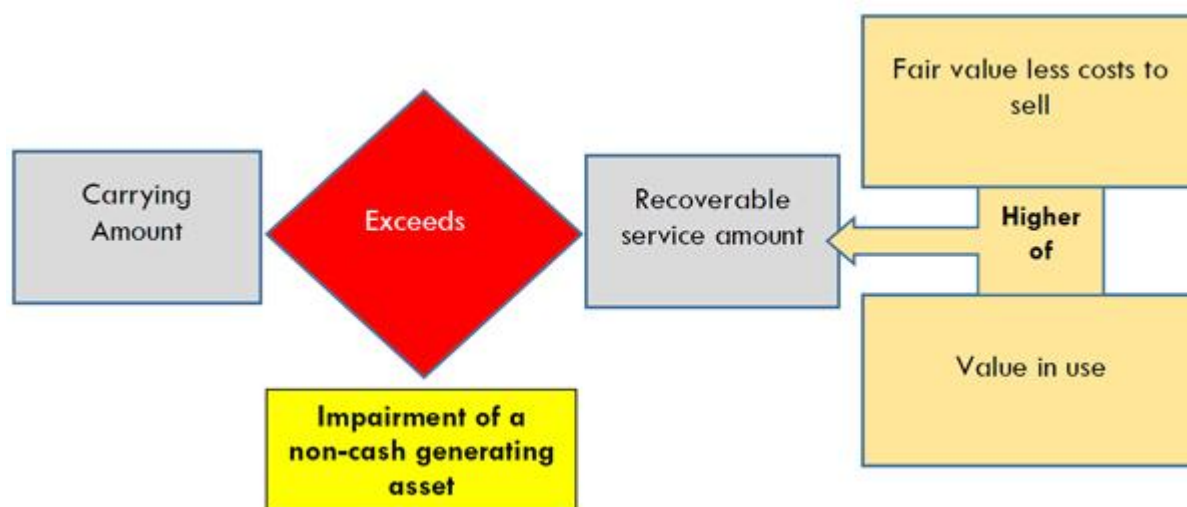 Carrying
Amount
Exceeds
Recoverable
service amount
Fair value less costs to
sell
Higher
of
Value in use
Impairment of a
non-cash generating
asset